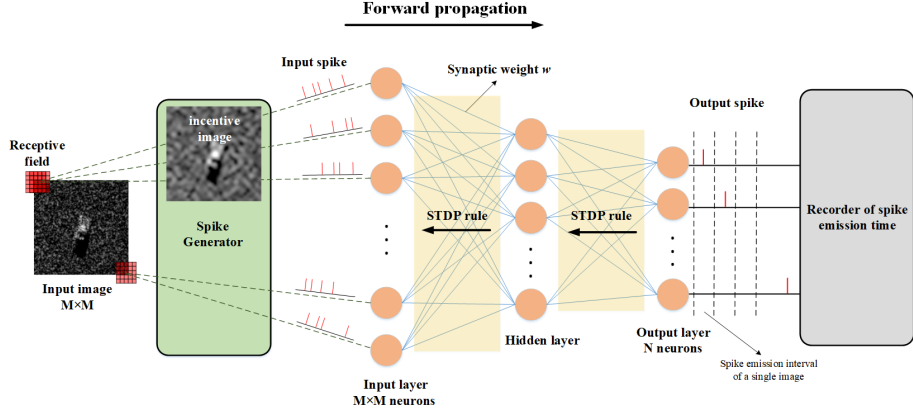 Forward propagation
Input spike
Synaptic weight w
Output spike
incentive
image
Receptive
field
STDP rule
STDP rule
Spike
Generator
Recorder of spike
emission time
Input image
M×M
Hidden layer
Output layer
N neurons
Input layer
M×M neurons
Spike emission interval
of a single image